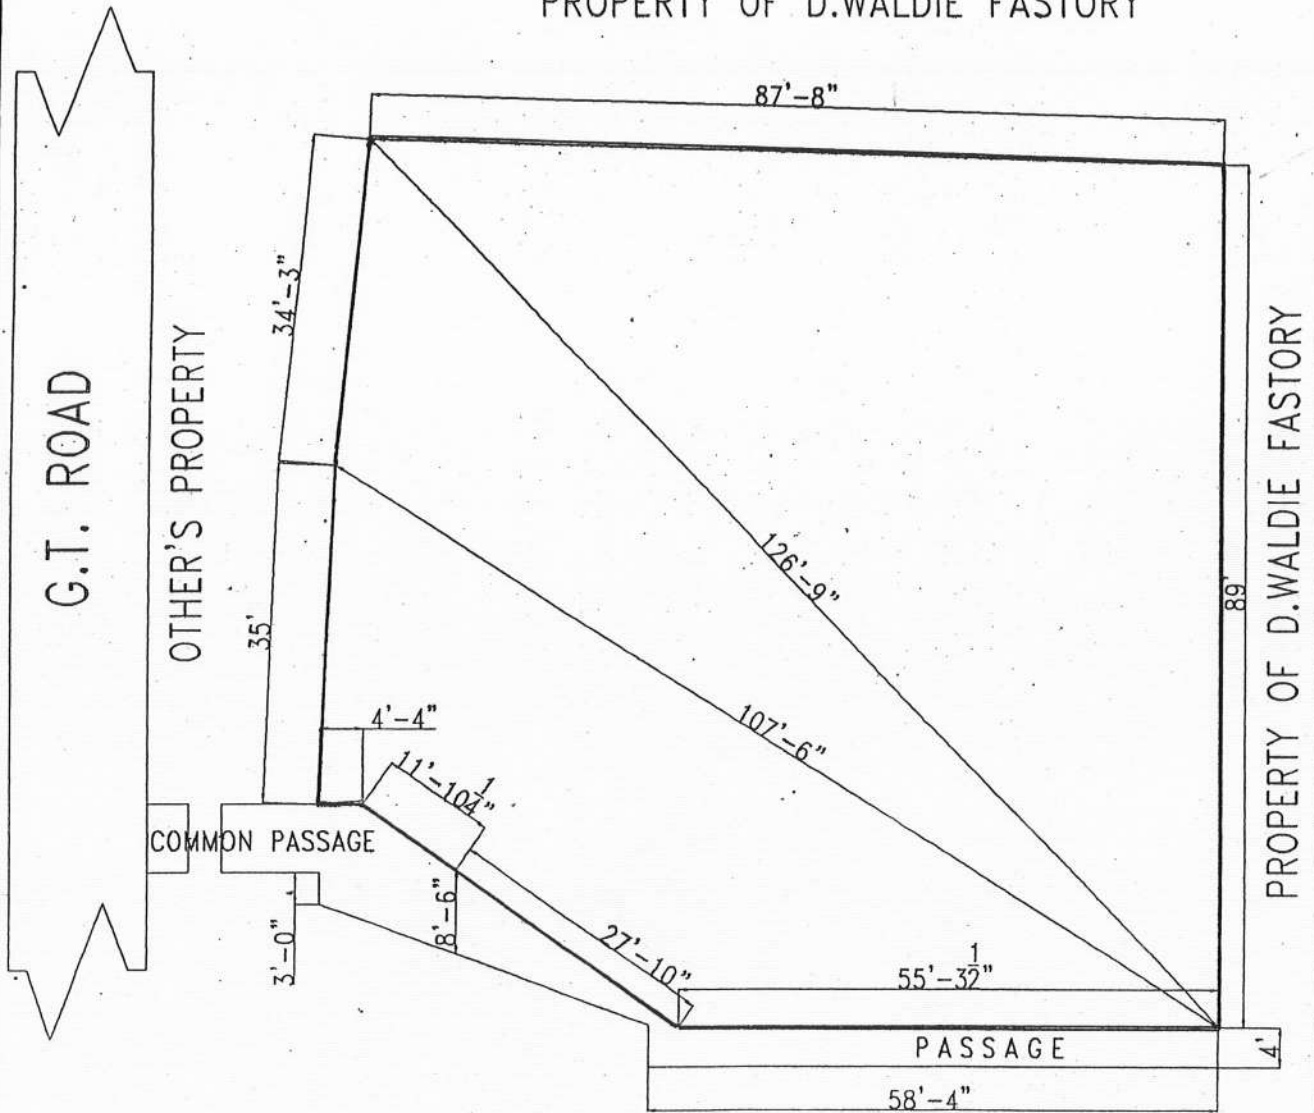 PROPERTY OF D.WALDIE FASTORY
87'-8"
34'-3"
G.T. ROAD
OTHER'S PROPERTY
PROPERTY OF D.WALDIE FASTORY
126'-9"
89'
35'
4'-4"
107'-6"
11'-10 1/4"
COMMON PASSAGE
8'-6"
3'-0"
27'-10"
55'-3 1/2"
PASSAGE
4'
58'-4"